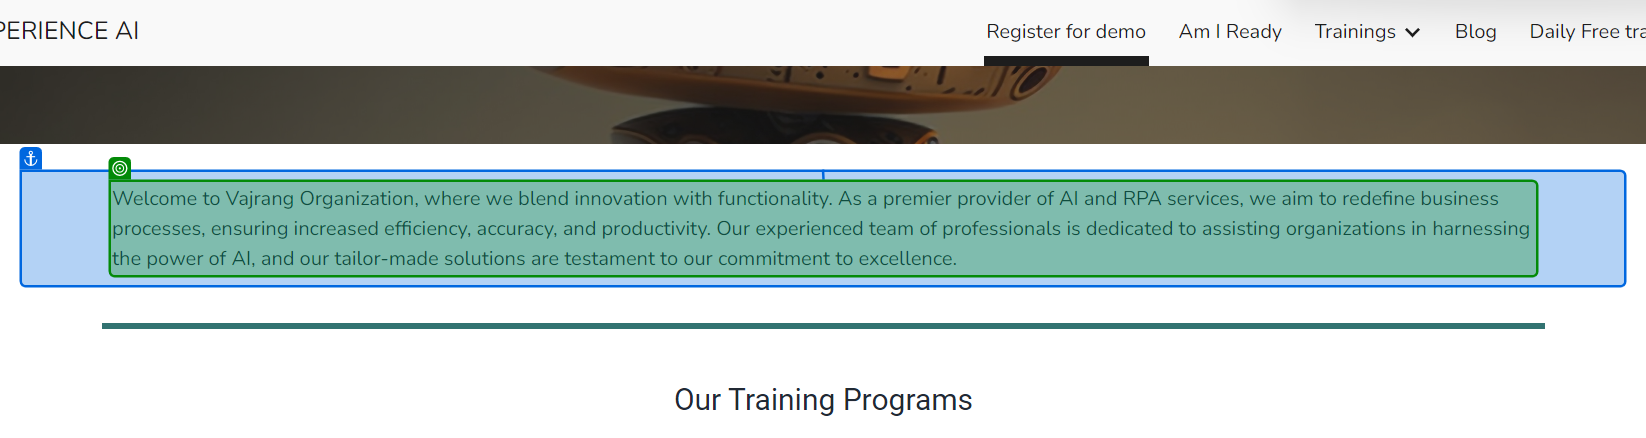 PERIENCE AI
Register for demo
Am I Ready
Trainings
Blog
Daily Free tra
Welcome to Vajrang Organization, where we blend innovation with functionality. As a premier provider of AI and RPA services, we aim to redefine business
processes, ensuring increased efficiency, accuracy, and productivity. Our experienced team of professionals is dedicated to assisting organizations in harnessing
the power of AI, and our tailor-made solutions are testament to our commitment to excellence.
Our Training Programs